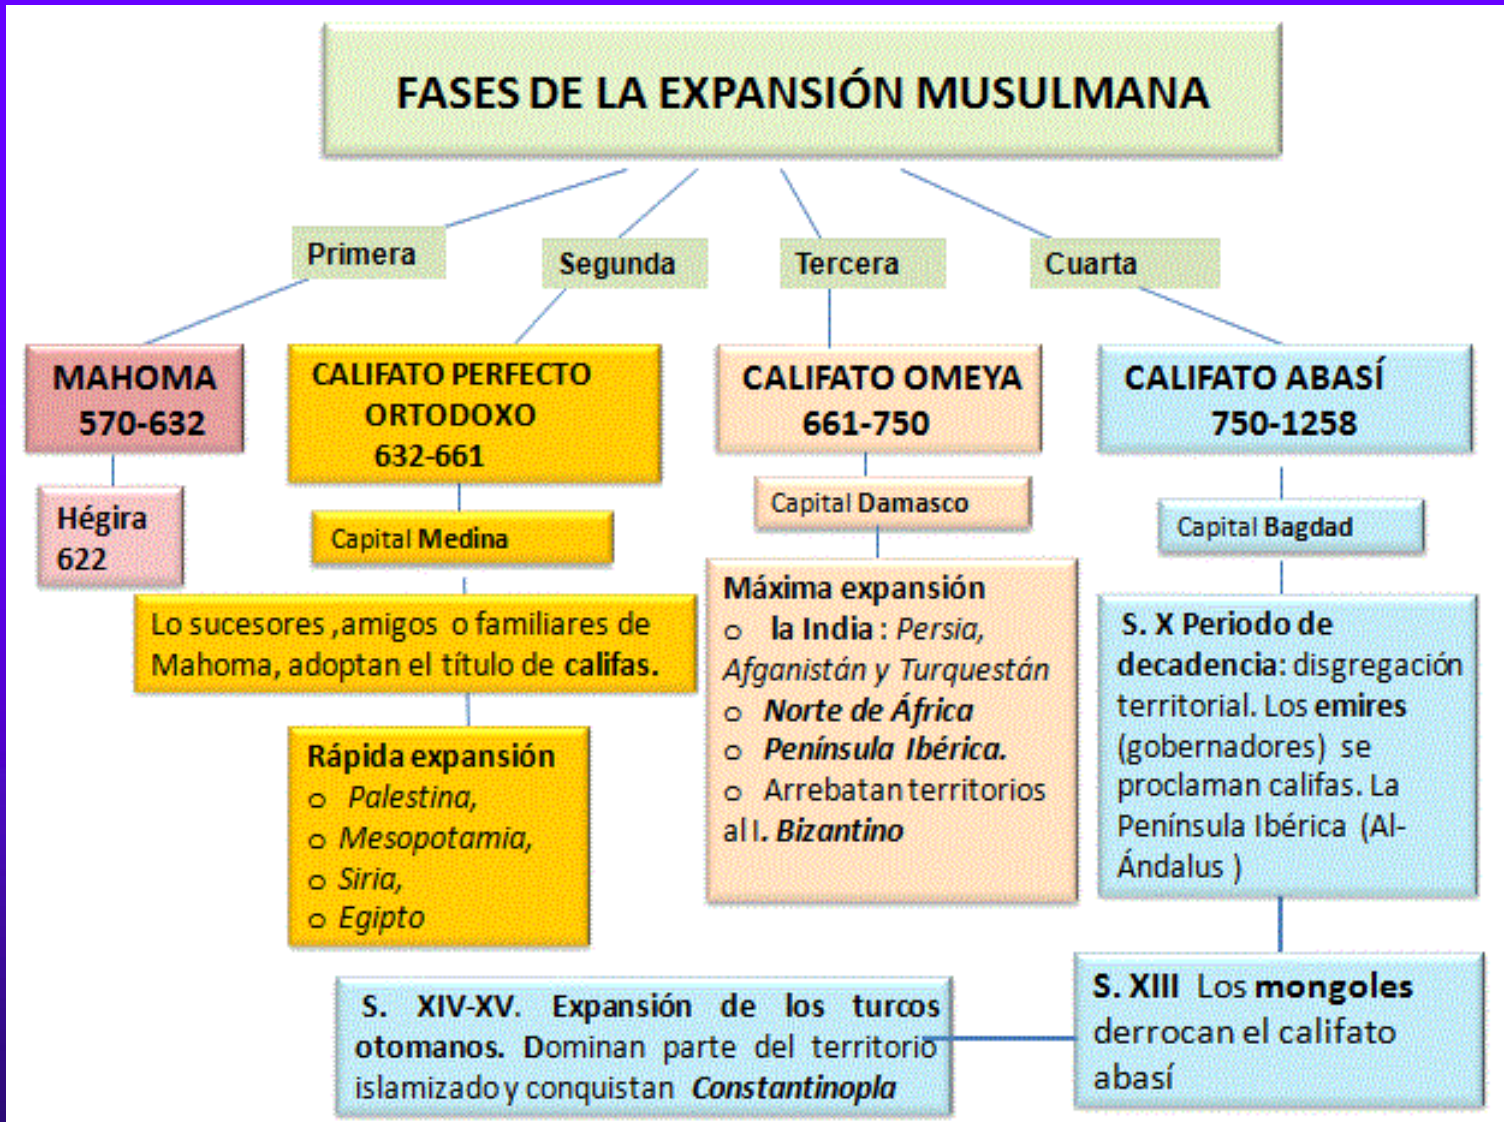 FASES DE LA EXPANSIÓN MUSULMANA
Primera
Segunda
Tercera
Cuarta
MAHOMA
570-632
Hégira
622
CALIFATO PERFECTO
ORTODOXO
632-661
Capital Medina
Lo sucesores ,amigos o familiares de
Mahoma, adoptan el título de califas.
Rápida expansión
o Palestina,
o Mesopotamia,
o Siria,
o Egipto
CALIFATO OMEYA
661-750
Capital Damasco
Máxima expansión
o la India : Persia,
Afganistán y Turquestán
o Norte de África
o Península Ibérica.
o Arrebatan territorios
al I. Bizantino
CALIFATO ABASÍ
750-1258
Capital Bagdad
S. X Periodo de
decadencia: disgregación
territorial. Los emires
(gobernadores) se
proclaman califas. La
Península Ibérica (Al-
Ándalus )
S. XIII Los mongoles
derrocan el califato
abasí
S. XIV-XV. Expansión de los turcos
otomanos. Dominan parte del territorio
islamizado y conquistan Constantinopla